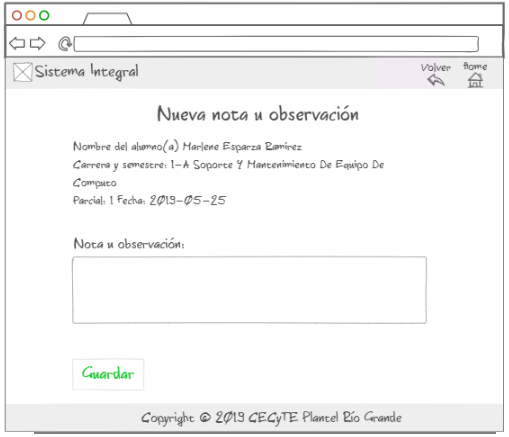 Sistema Integral
Volver
Home
Nueva nota u observación
Nombre del alumno(a) Marlene Esparza Ramirez
Carrera y semestre: 1-A Soporte Y Mantenimiento De Equipo De
Computo
Parcial: 1 Fecha: 2019-05-25
Nota u observación:
Guardar
Copyright © 2019 CECyTE Plantel Río Grande